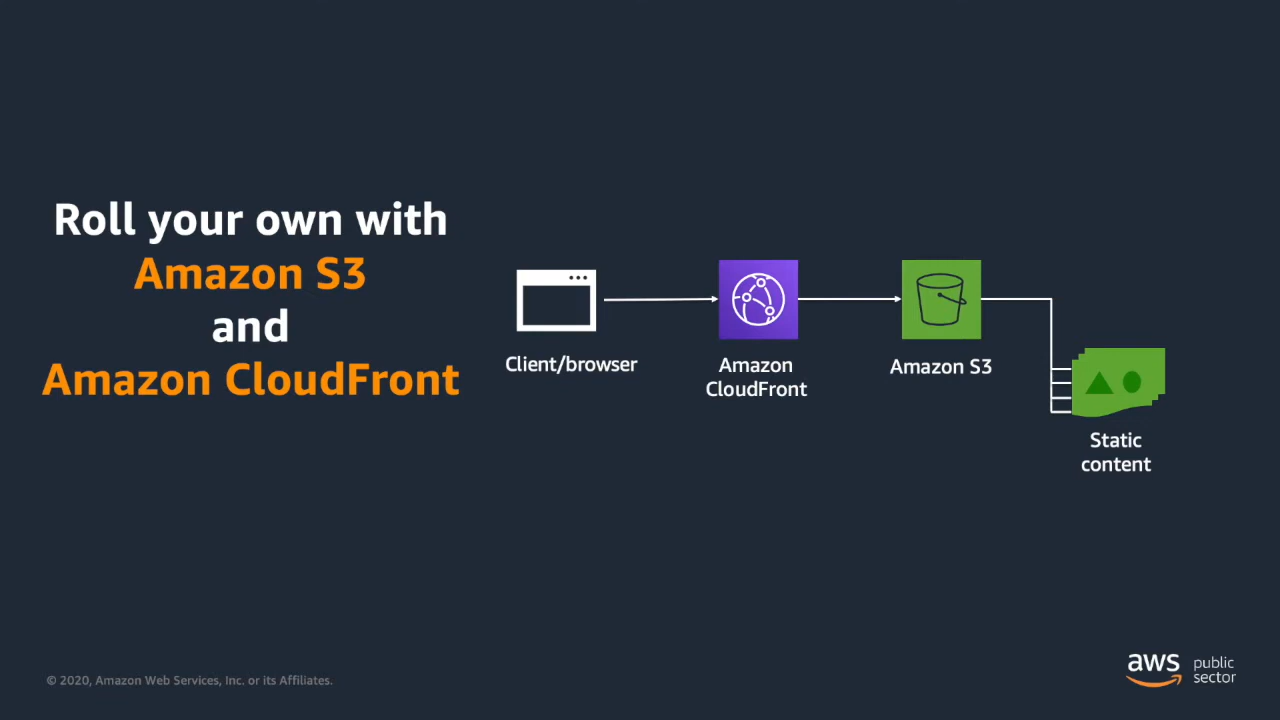 Roll your own with
Amazon S3
and
Amazon CloudFront
Client/browser
Amazon
CloudFront
Amazon S3
Static
content
© 2020, Amazon Web Services, Inc. or its Affiliates.
aws
public
sector